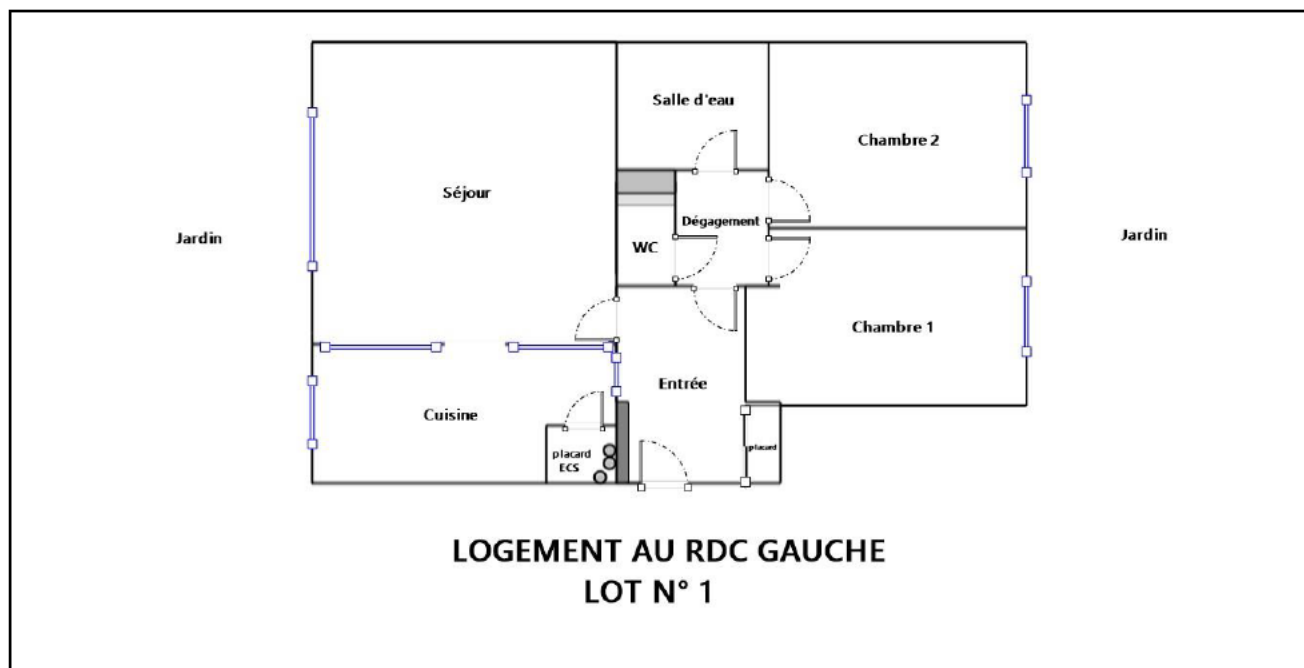 Salle d'eau
Chambre 2
Séjour
Dégagement
Jardin
WC
Jardin
Chambre 1
Entrée
Cuisine
placard
placard
ECS
LOGEMENT AU RDC GAUCHE
LOT N° 1